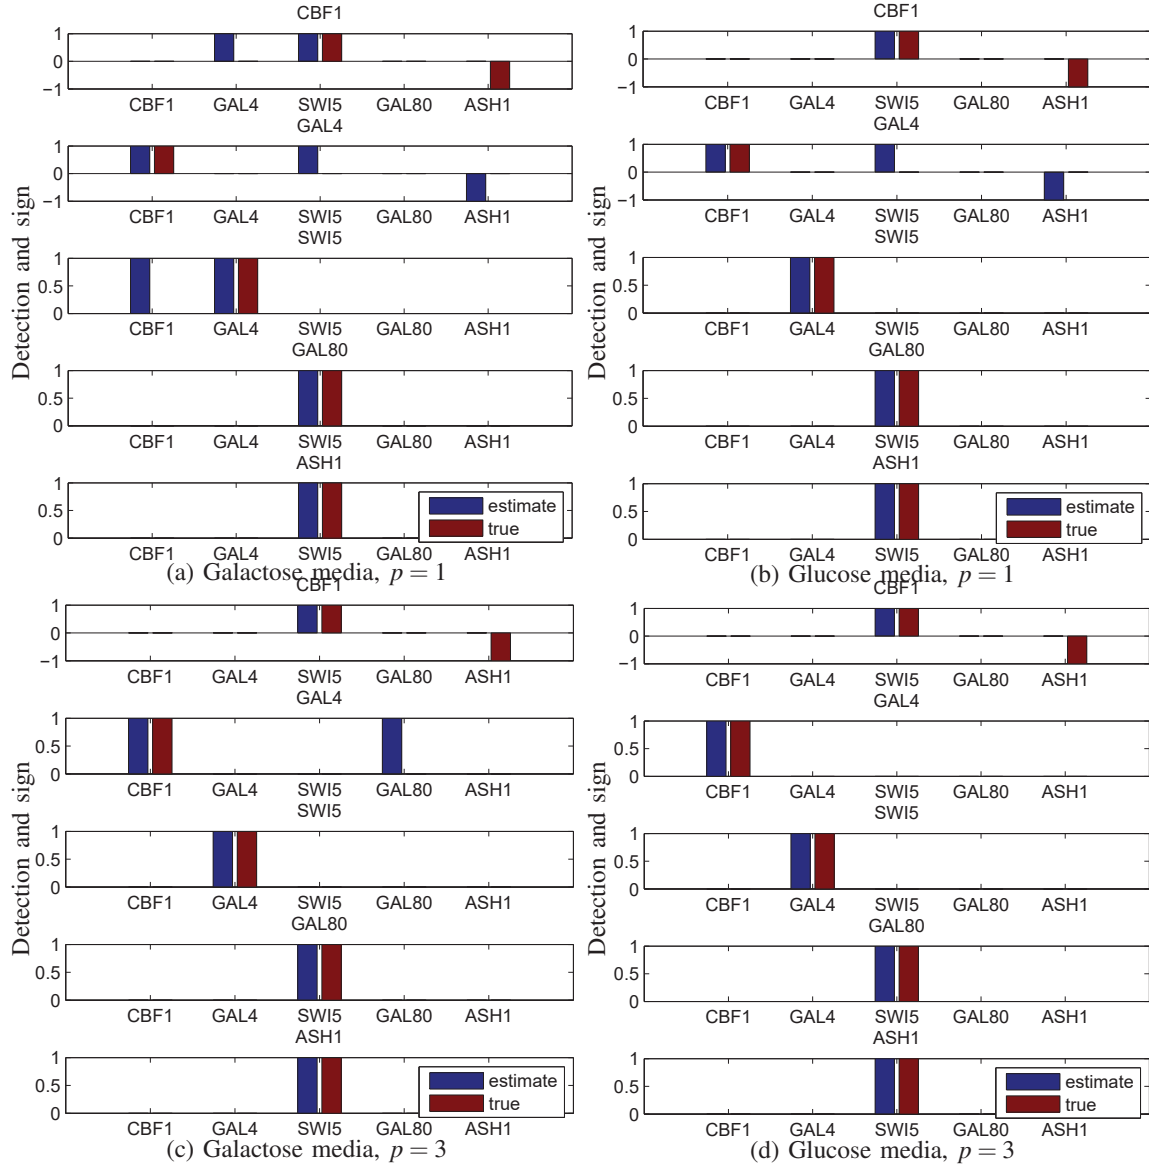 CBF1
1
0
−1
CBF1 GAL4 SWI5 GAL80 ASH1
GAL4
1
0
−1
CBF1 GAL4 SWI5 GAL80 ASH1
SWI5
1
0.5
0
CBF1 GAL4 SWI5 GAL80 ASH1
GAL80
1
0.5
0
CBF1 GAL4 SWI5 GAL80 ASH1
ASH1
1
0.5
0
CBF1 GAL4 SWI5 GAL80 ASH1
estimate
true
Detection and sign
(a) Galactose media, p = 1
CBF1
1
0
−1
CBF1 GAL4 SWI5 GAL80 ASH1
GAL4
1
0
−1
CBF1 GAL4 SWI5 GAL80 ASH1
SWI5
1
0.5
0
CBF1 GAL4 SWI5 GAL80 ASH1
GAL80
1
0.5
0
CBF1 GAL4 SWI5 GAL80 ASH1
ASH1
1
0.5
0
CBF1 GAL4 SWI5 GAL80 ASH1
estimate
true
Detection and sign
(b) Glucose media, p = 1
CBF1
1
0
−1
CBF1 GAL4 SWI5 GAL80 ASH1
GAL4
1
0.5
0
CBF1 GAL4 SWI5 GAL80 ASH1
SWI5
1
0.5
0
CBF1 GAL4 SWI5 GAL80 ASH1
GAL80
1
0.5
0
CBF1 GAL4 SWI5 GAL80 ASH1
ASH1
1
0.5
0
CBF1 GAL4 SWI5 GAL80 ASH1
estimate
true
Detection and sign
(c) Galactose media, p = 3
CBF1
1
0
−1
CBF1 GAL4 SWI5 GAL80 ASH1
GAL4
1
0.5
0
CBF1 GAL4 SWI5 GAL80 ASH1
SWI5
1
0.5
0
CBF1 GAL4 SWI5 GAL80 ASH1
GAL80
1
0.5
0
CBF1 GAL4 SWI5 GAL80 ASH1
ASH1
1
0.5
0
CBF1 GAL4 SWI5 GAL80 ASH1
estimate
true
Detection and sign
(d) Glucose media, p = 3